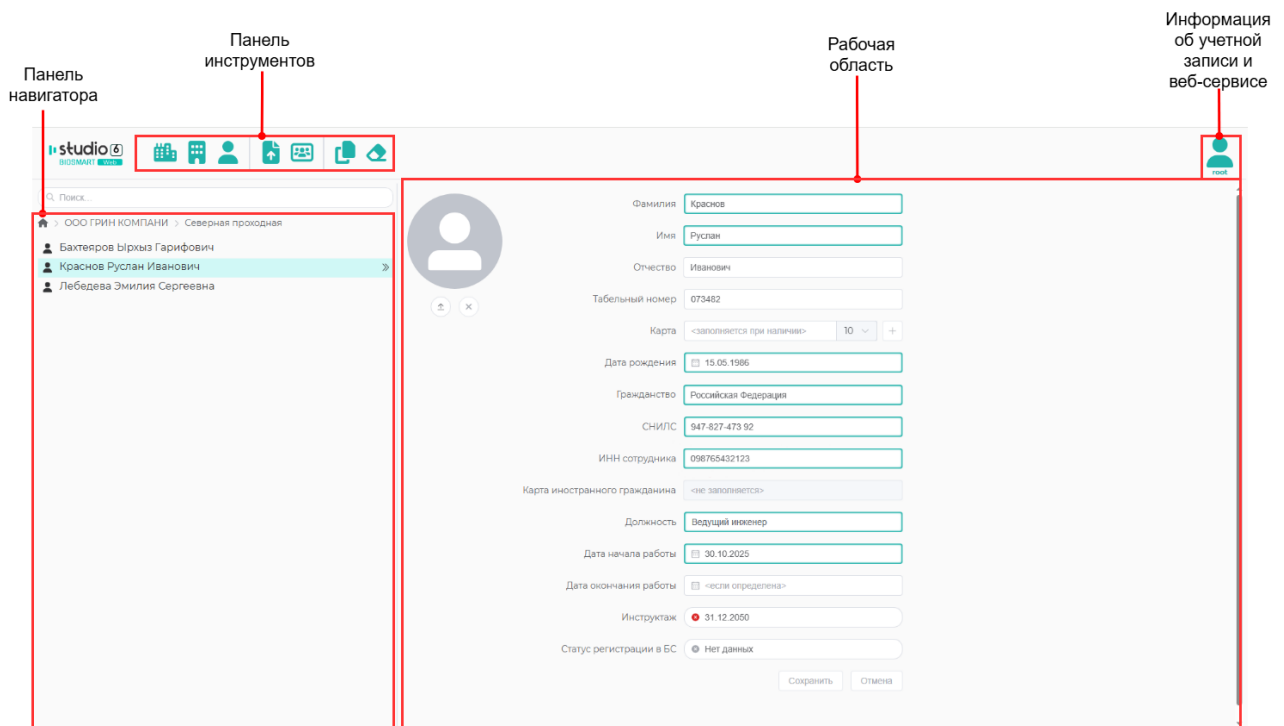 Информация
об учетной
записи и
веб-сервисе
Панель
инструментов
Рабочая
область
Панель
навигатора
studio 6
BIOSMART Web
root
Поиск...
ООО ГРИН КОМПАНИ > Северная проходная
Бахтеяров Ырхыз Гарифович
Краснов Руслан Иванович
Лебедева Эмилия Сергеевна
Фамилия Краснов
Имя Руслан
Отчество Иванович
Табельный номер 073482
Карта <заполняется при наличии> 10
Дата рождения 15.05.1986
Гражданство Российская Федерация
СНИЛС 947-827-473 92
ИНН сотрудника 098765432123
Карта иностранного гражданина <не заполняется>
Должность Ведущий инженер
Дата начала работы 30.10.2025
Дата окончания работы <если определена>
Инструктаж 31.12.2050
Статус регистрации в БС Нет данных
Сохранить Отмена